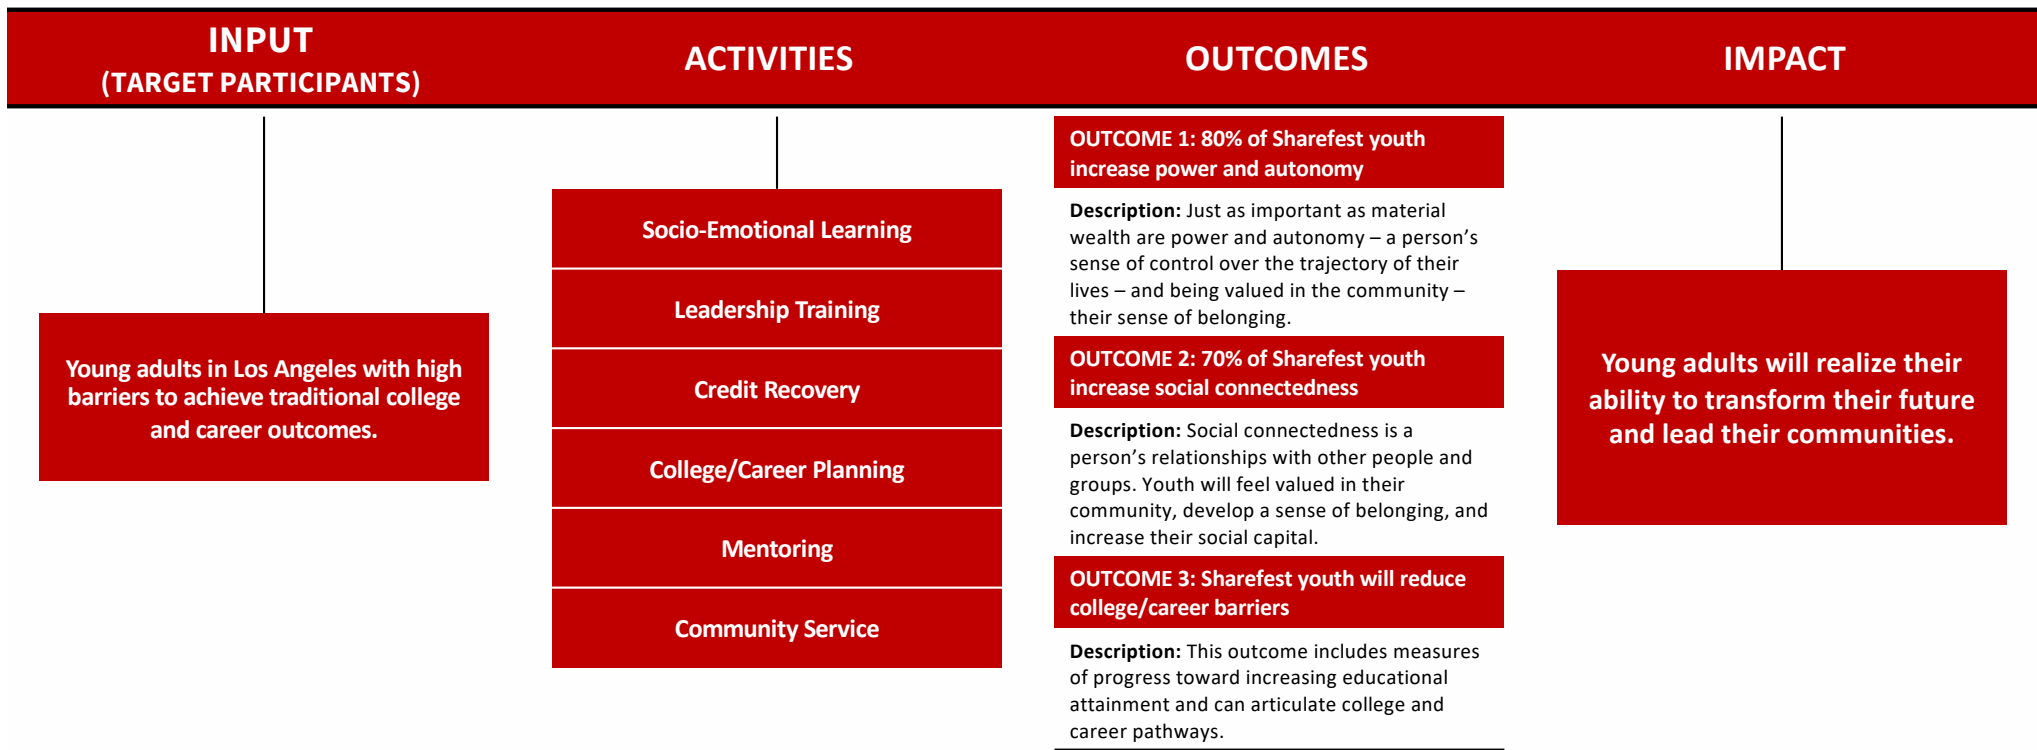 INPUT
(TARGET PARTICIPANTS)
ACTIVITIES
OUTCOMES
IMPACT
Young adults in Los Angeles with high
barriers to achieve traditional college
and career outcomes.
Socio-Emotional Learning
Leadership Training
Credit Recovery
College/Career Planning
Mentoring
Community Service
OUTCOME 1: 80% of Sharefest youth
increase power and autonomy
Description: Just as important as material
wealth are power and autonomy – a person’s
sense of control over the trajectory of their
lives – and being valued in the community –
their sense of belonging.
OUTCOME 2: 70% of Sharefest youth
increase social connectedness
Description: Social connectedness is a
person’s relationships with other people and
groups. Youth will feel valued in their
community, develop a sense of belonging, and
increase their social capital.
OUTCOME 3: Sharefest youth will reduce
college/career barriers
Description: This outcome includes measures
of progress toward increasing educational
attainment and can articulate college and
career pathways.
Young adults will realize their
ability to transform their future
and lead their communities.